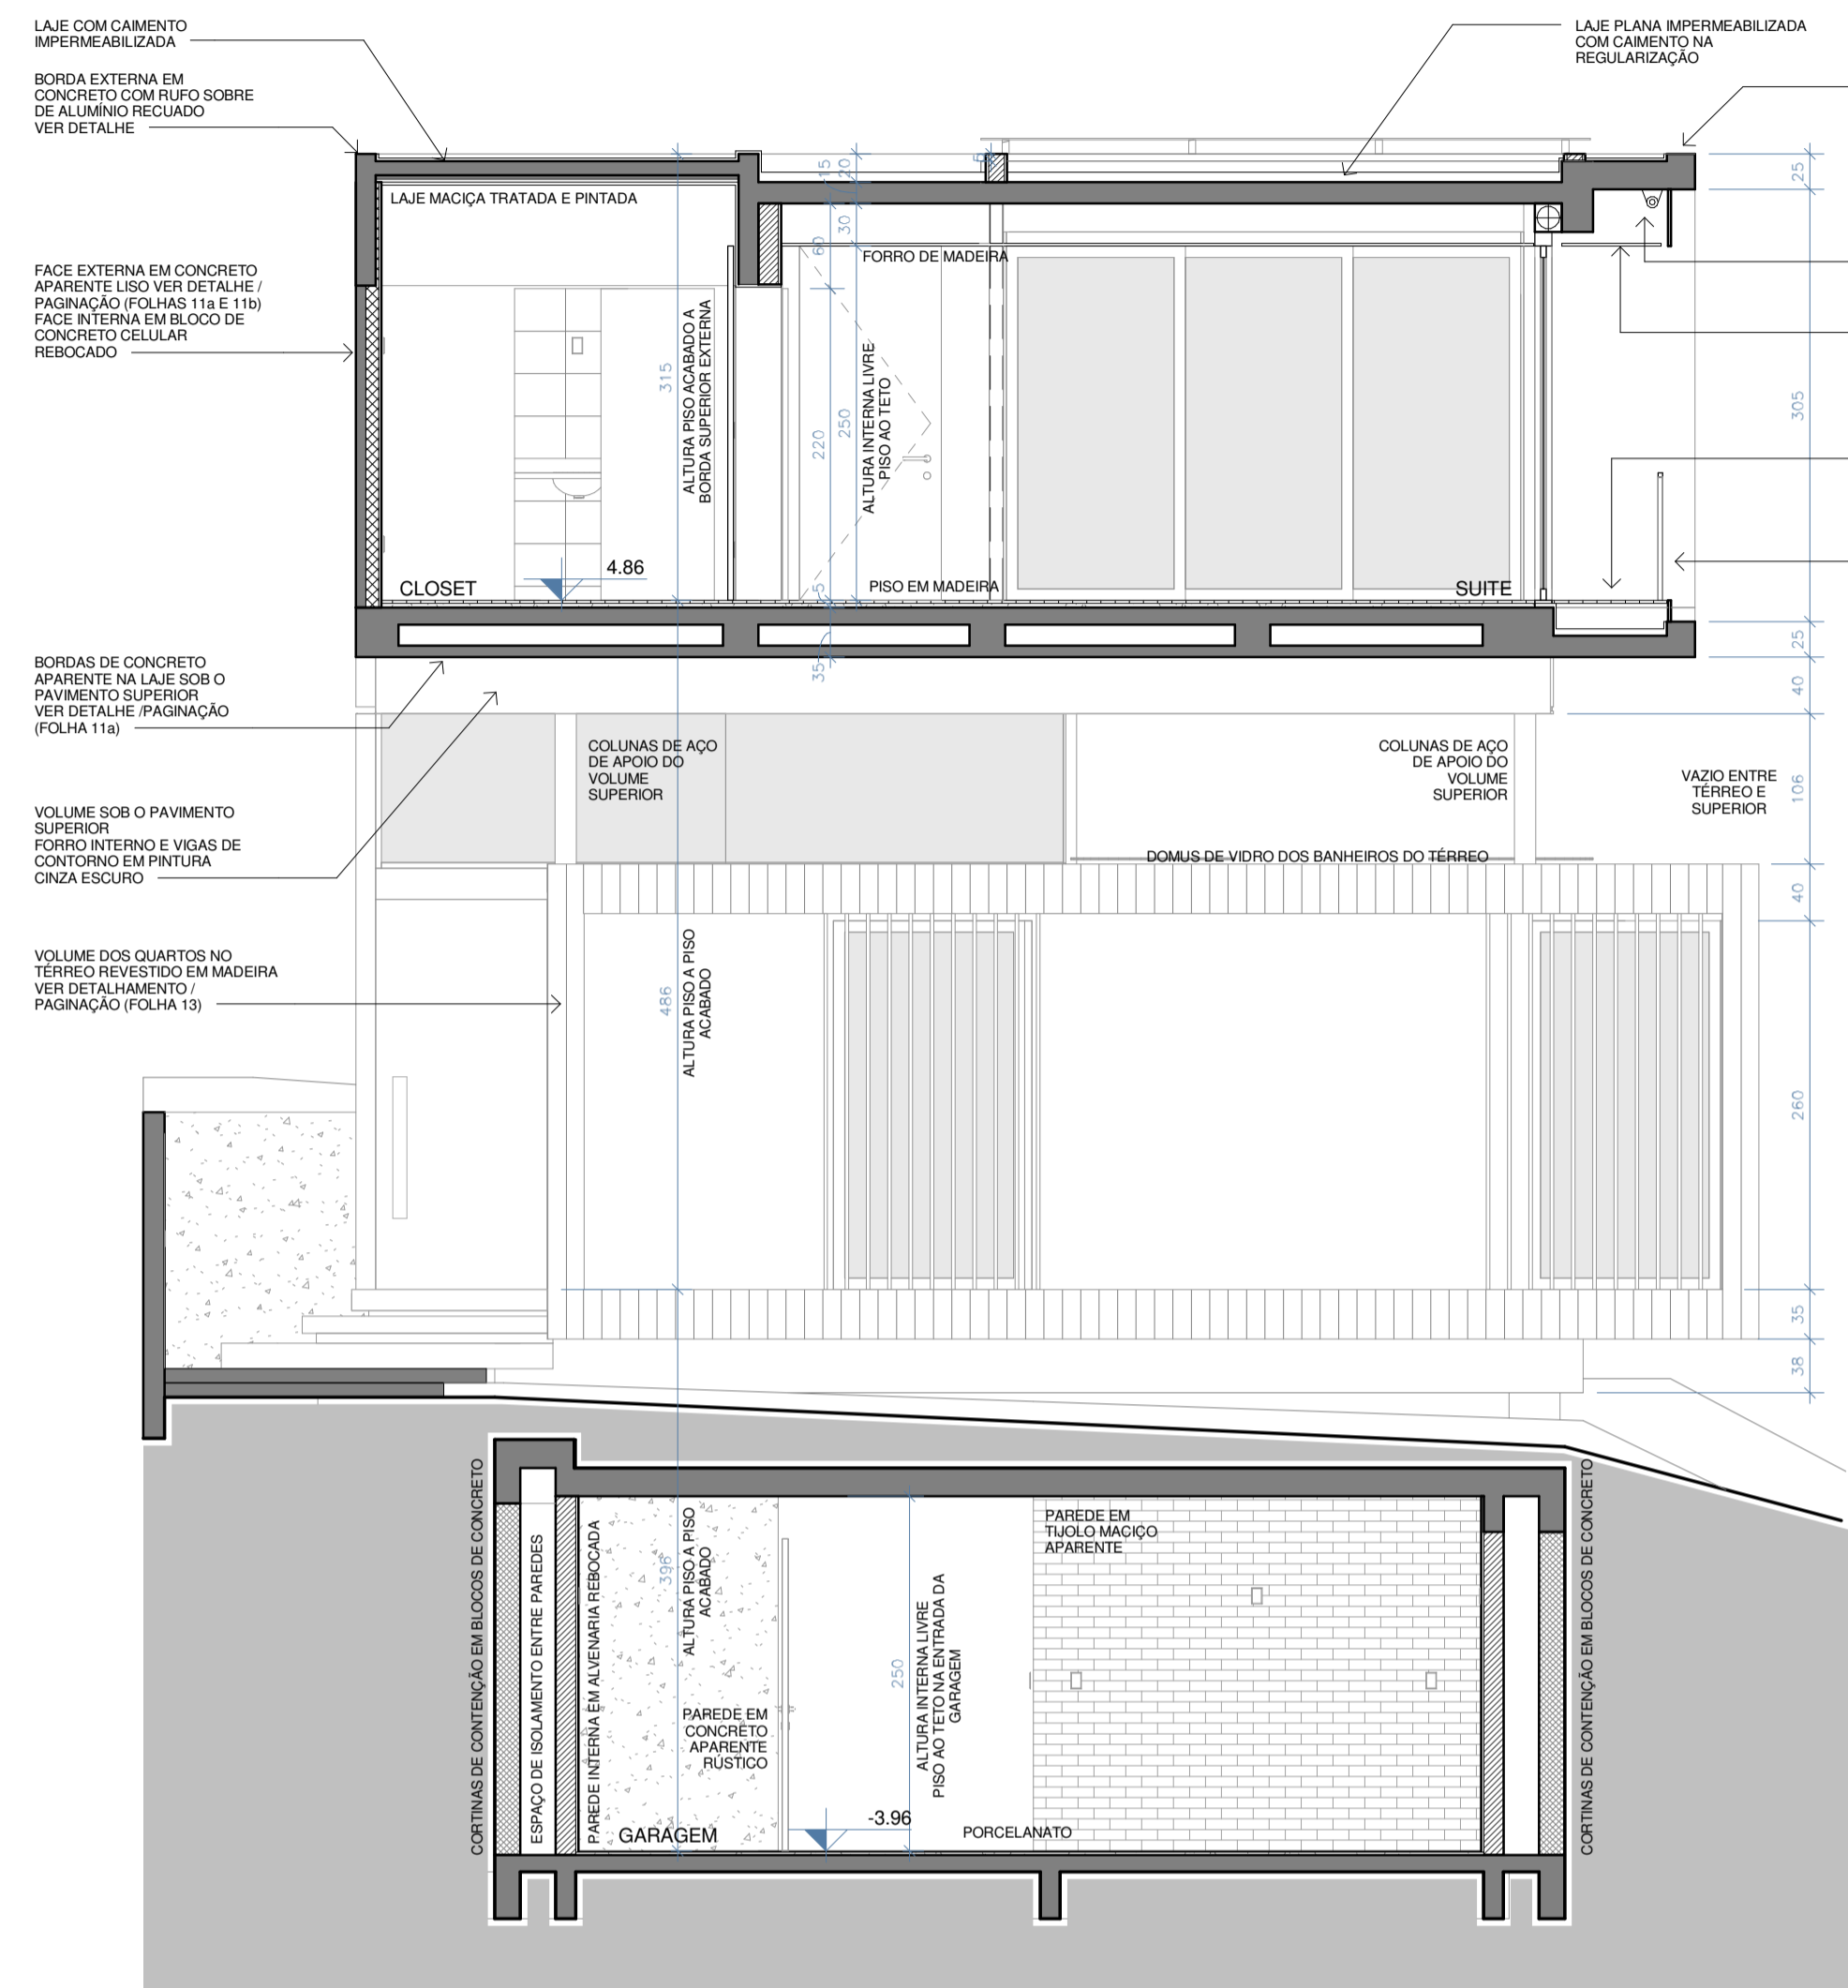 LAJE COM CAIMENTO
IMPERMEABILIZADA
BORDA EXTERNA EM
CONCRETO COM RUFO SOBRE
DE ALUMÍNIO RECUADO
VER DETALHE
FACE EXTERNA EM CONCRETO
APARENTE LISO VER DETALHE /
PAGINAÇÃO (FOLHAS 11a E 11b)
FACE INTERNA EM BLOCO DE
CONCRETO CELULAR
REBOCADO
BORDAS DE CONCRETO
APARENTE NA LAJE SOB O
PAVIMENTO SUPERIOR
VER DETALHE /PAGINAÇÃO
(FOLHA 11a)
VOLUME SOB O PAVIMENTO
SUPERIOR
FORRO INTERNO E VIGAS DE
CONTORNO EM PINTURA
CINZA ESCURO
VOLUME DOS QUARTOS NO
TÉRREO REVESTIDO EM MADEIRA
VER DETALHAMENTO /
PAGINAÇÃO (FOLHA 13)
LAJE PLANA IMPERMEABILIZADA
COM CAIMENTO NA
REGULARIZAÇÃO
LAJE MACIÇA TRATADA E PINTADA
15
20
5
60
30
FORRO DE MADEIRA
315
ALTURA PISO ACABADO A
BORDA SUPERIOR EXTERNA
220
250
ALTURA INTERNA LIVRE
PISO AO TETO
CLOSET
4.86
5
PISO EM MADEIRA
SUITE
35
25
305
25
40
106
40
260
35
38
COLUNAS DE AÇO
DE APOIO DO
VOLUME
SUPERIOR
COLUNAS DE AÇO
DE APOIO DO
VOLUME
SUPERIOR
VAZIO ENTRE
TÉRREO E
SUPERIOR
DOMUS DE VIDRO DOS BANHEIROS DO TÉRREO
486
ALTURA PISO A PISO
ACABADO
CORTINAS DE CONTENÇÃO EM BLOCOS DE CONCRETO
ESPAÇO DE ISOLAMENTO ENTRE PAREDES
PAREDE INTERNA EM ALVENARIA REBOCADA
396
ALTURA PISO A PISO
ACABADO
PAREDE EM
CONCRETO
APARENTE
RÚSTICO
GARAGEM
-3.96
250
ALTURA INTERNA LIVRE
PISO AO TETO NA ENTRADA DA
GARAGEM
PORCELANATO
PAREDE EM
TIJOLO MACIÇO
APARENTE
CORTINAS DE CONTENÇÃO EM BLOCOS DE CONCRETO